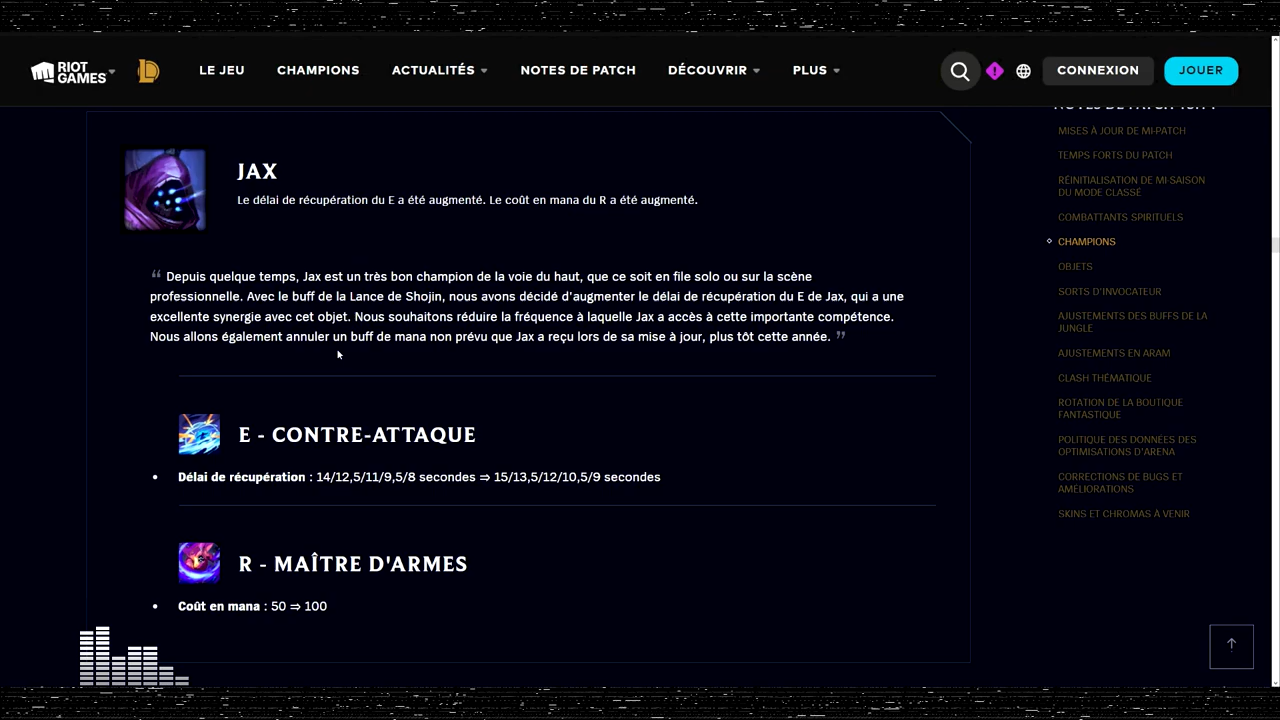 RIOT GAMES
LE JEU
CHAMPIONS
ACTUALITÉS
NOTES DE PATCH
DÉCOUVRIR
PLUS
CONNEXION
JOUER
JAX
Le délai de récupération du E a été augmenté. Le coût en mana du R a été augmenté.
“ Depuis quelque temps, Jax est un très bon champion de la voie du haut, que ce soit en file solo ou sur la scène
professionnelle. Avec le buff de la Lance de Shojin, nous avons décidé d'augmenter le délai de récupération du E de Jax, qui a une
excellente synergie avec cet objet. Nous souhaitons réduire la fréquence à laquelle Jax a accès à cette importante compétence.
Nous allons également annuler un buff de mana non prévu que Jax a reçu lors de sa mise à jour, plus tôt cette année. ”
E - CONTRE-ATTAQUE
• Délai de récupération : 14/12,5/11/9,5/8 secondes ⇒ 15/13,5/12/10,5/9 secondes
R - MAÎTRE D'ARMES
• Coût en mana : 50 ⇒ 100
MISES À JOUR DE MI-PATCH
TEMPS FORTS DU PATCH
RÉINITIALISATION DE MI-SAISON
DU MODE CLASSÉ
COMBATTANTS SPIRITUELS
CHAMPIONS
OBJETS
SORTS D'INVOCATEUR
AJUSTEMENTS DES BUFFS DE LA
JUNGLE
AJUSTEMENTS EN ARAM
CLASH THÉMATIQUE
ROTATION DE LA BOUTIQUE
FANTASTIQUE
POLITIQUE DES DONNÉES DES
OPTIMISATIONS D'ARENA
CORRECTIONS DE BUGS ET
AMÉLIORATIONS
SKINS ET CHROMAS À VENIR